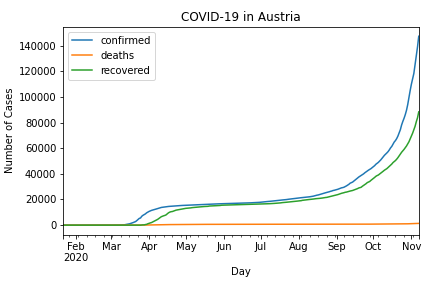 COVID-19 in Austria
confirmed
deaths
recovered
Number of Cases
140000
120000
100000
80000
60000
40000
20000
0
Feb Mar Apr May Jun Jul Aug Sep Oct Nov
2020
Day